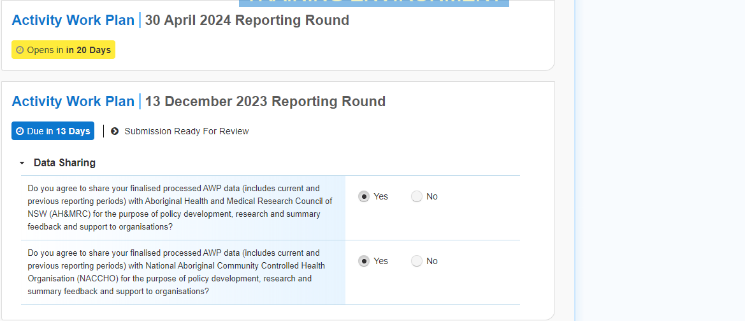 TRAINING ENVIRONMENT
Activity Work Plan | 30 April 2024 Reporting Round
Opens in in 20 Days
Activity Work Plan | 13 December 2023 Reporting Round
Due in 13 Days | Submission Ready For Review
Data Sharing
Do you agree to share your finalised processed AWP data (includes current and
previous reporting periods) with Aboriginal Health and Medical Research Council of
NSW (AH&MRC) for the purpose of policy development, research and summary
feedback and support to organisations?
Yes No
Do you agree to share your finalised processed AWP data (includes current and
previous reporting periods) with National Aboriginal Community Controlled Health
Organisation (NACCHO) for the purpose of policy development, research and
summary feedback and support to organisations?
Yes No